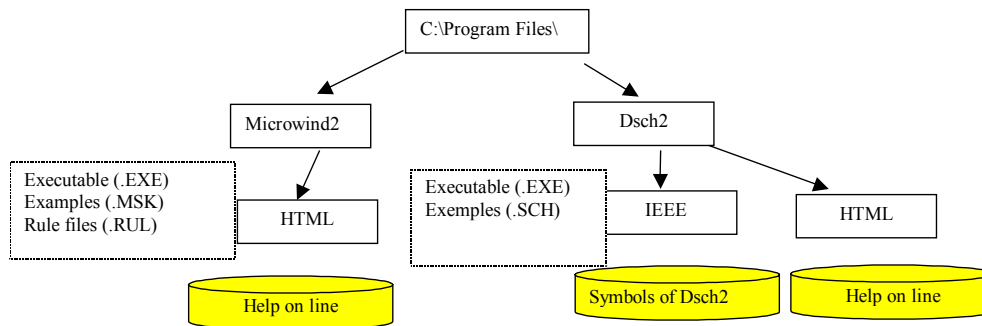 C:\Program Files\
Microwind2
Dsch2
Executable (.EXE)
Examples (.MSK)
Rule files (.RUL)
HTML
Executable (.EXE)
Exemples (.SCH)
IEEE
HTML
Help on line
Symbols of Dsch2
Help on line